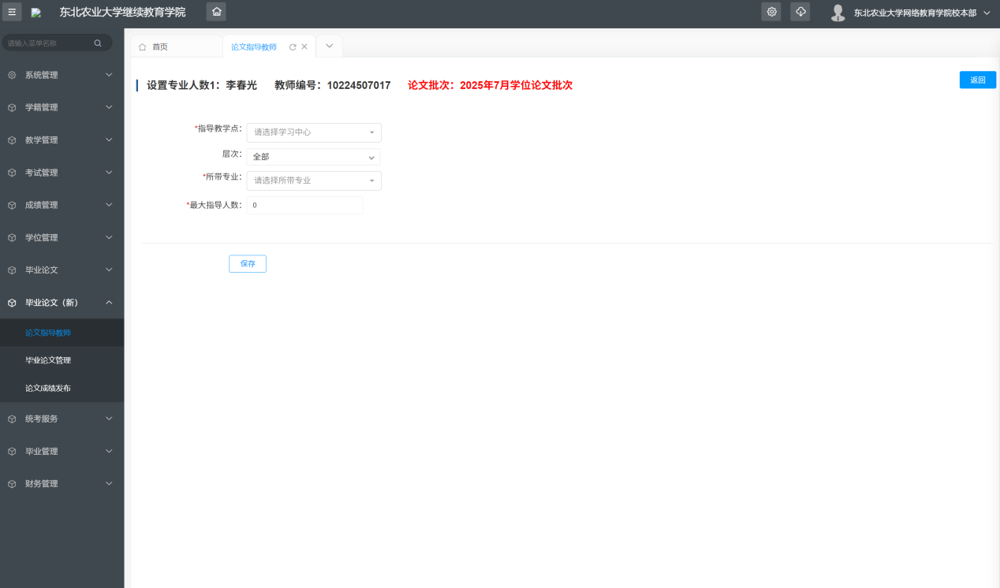 东北农业大学继续教育学院
东北农业大学网络教育学院校本部
请输入菜单名称
首页
论文指导教师
系统管理
学籍管理
教学管理
考试管理
成绩管理
学位管理
毕业论文
毕业论文（新）
论文指导教师
毕业论文管理
论文成绩发布
统考服务
毕业管理
财务管理
设置专业人数1：李春光 教师编号：10224507017 论文批次：2025年7月学位论文批次
返回
*指导教学点： 请选择学习中心
层次： 全部
*所带专业： 请选择所带专业
*最大指导人数： 0
保存